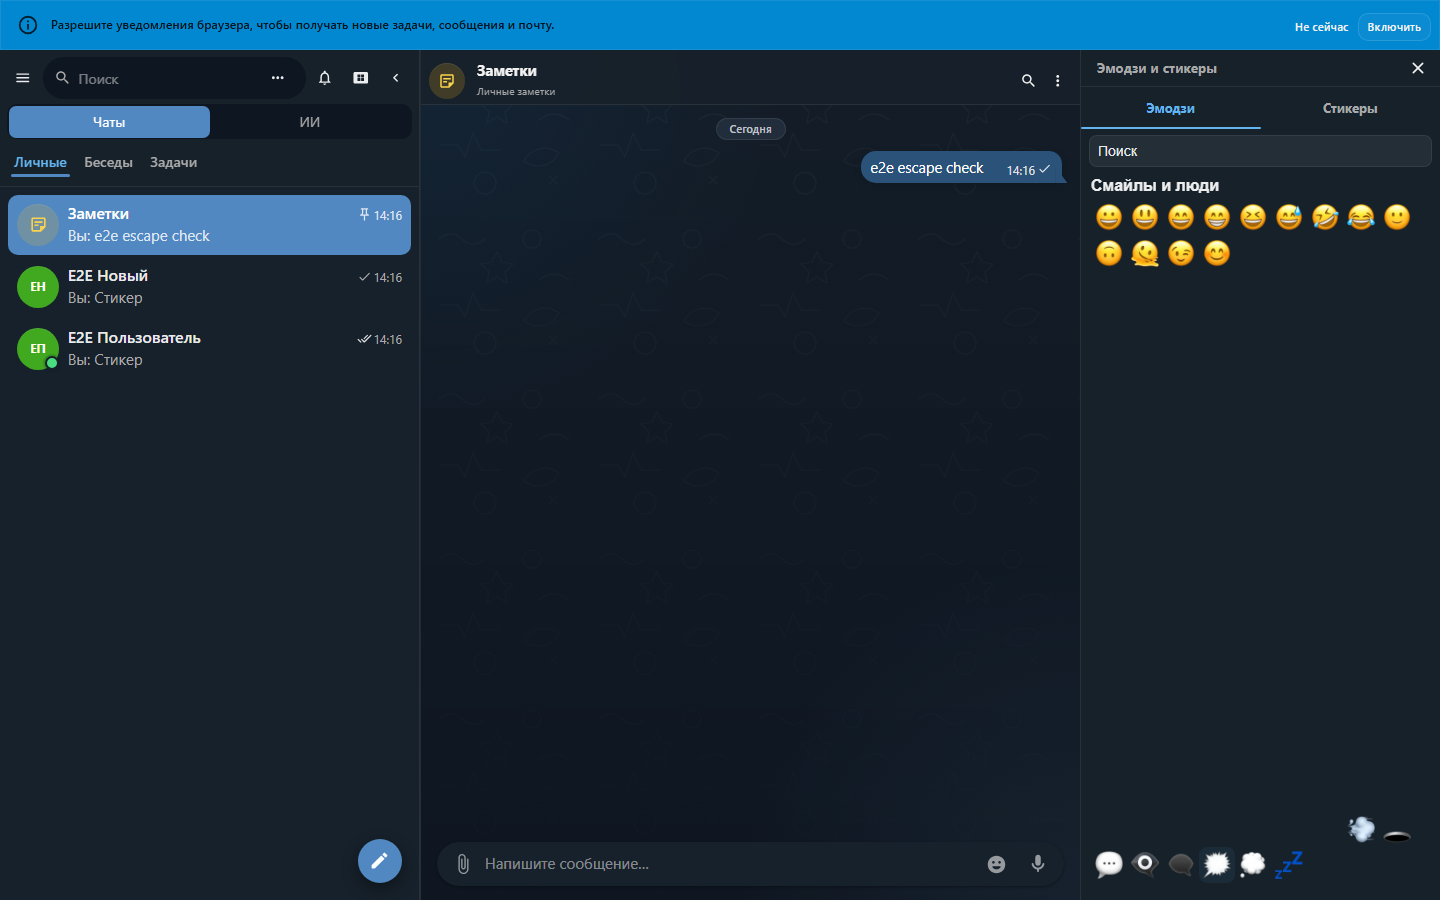 Разрешите уведомления браузера, чтобы получать новые задачи, сообщения и почту.
Не сейчас
Включить
Поиск
Чаты
ИИ
Личные
Беседы
Задачи
Заметки
14:16
Вы: e2e escape check
ЕН
E2E Новый
14:16
Вы: Стикер
ЕП
E2E Пользователь
14:16
Вы: Стикер
Заметки
Личные заметки
Сегодня
e2e escape check
14:16
Напишите сообщение...
Эмодзи и стикеры
Эмодзи
Стикеры
Поиск
Смайлы и люди